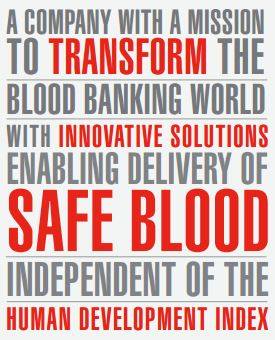 A COMPANY WITH A MISSION
TO TRANSFORM THE
BLOOD BANKING WORLD
WITH INNOVATIVE SOLUTIONS
ENABLING DELIVERY OF
SAFE BLOOD
INDEPENDENT OF THE
HUMAN DEVELOPMENT INDEX